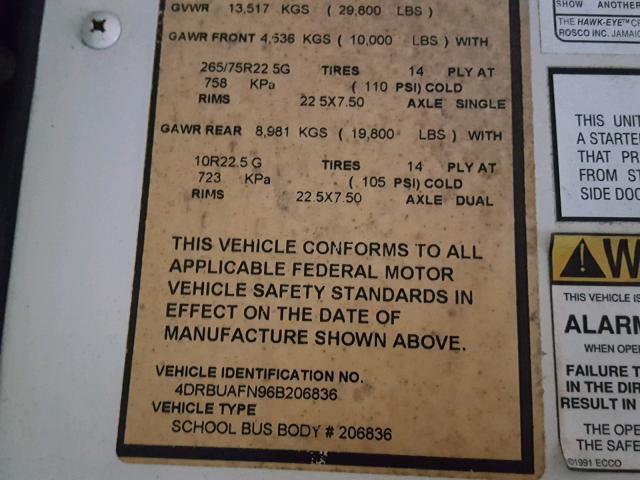 GVWR 13,517 KGS ( 29,800 LBS )
GAWR FRONT 4,536 KGS ( 10,000 LBS ) WITH
265/75R22 5G TIRES 14 PLY AT
758 KPa ( 110 PSI) COLD
RIMS 22 5X7.50 AXLE SINGLE
GAWR REAR 8,981 KGS ( 19,800 LBS ) WITH
10R22.5 G TIRES 14 PLY AT
723 KPa ( 105 PSI) COLD
RIMS 22.5X7.50 AXLE DUAL
THIS VEHICLE CONFORMS TO ALL
APPLICABLE FEDERAL MOTOR
VEHICLE SAFETY STANDARDS IN
EFFECT ON THE DATE OF
MANUFACTURE SHOWN ABOVE.
VEHICLE IDENTIFICATION NO.
4DRBUAFN96B206836
VEHICLE TYPE
SCHOOL BUS BODY # 206836
SHOW ANOTHER
THE HAWK-EYE
ROSCO INC. JAMAIC
THIS UNIT
A STARTE
THAT PR
FROM ST
SIDE DOO
W
THIS VEHICLE IS
ALARM
WHEN OPE
FAILURE T
IN THE DIR
RESULT IN
THE OPE
THE SAFE
©1991 ECCO